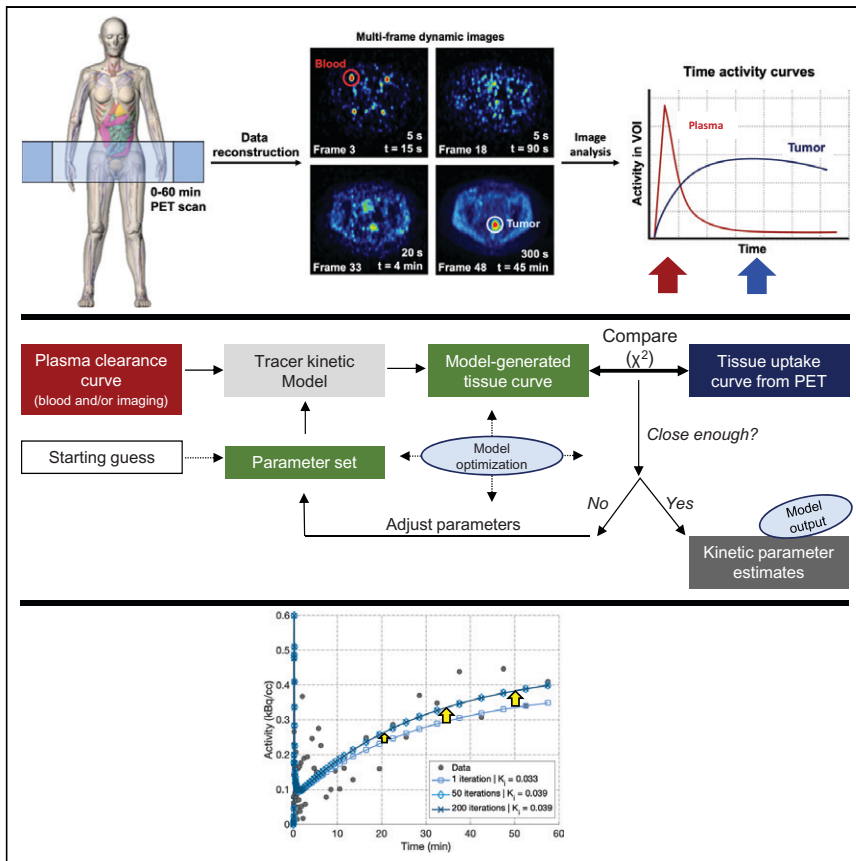 Multi-frame dynamic images
Blood
Frame 3
5 s
t = 15 s
Frame 18
5 s
t = 90 s
Data
reconstruction
0-60 min
PET scan
Frame 33
20 s
t = 4 min
Tumor
Frame 48
300 s
t = 45 min
Image
analysis
Time activity curves
Activity in VOI
Plasma
Tumor
Time
Plasma clearance
curve
(blood and/or imaging)
Tracer kinetic
Model
Model-generated
tissue curve
Compare
(χ²)
Tissue uptake
curve from PET
Starting guess
Parameter set
Model
optimization
Close enough?
No
Yes
Adjust parameters
Model
output
Kinetic parameter
estimates
Activity (kBq/cc)
0.6
0.5
0.4
0.3
0.2
0.1
0
Data
1 iteration | Ki = 0.033
50 iterations | Ki = 0.039
200 iterations | Ki = 0.039
0 10 20 30 40 50 60
Time (min)